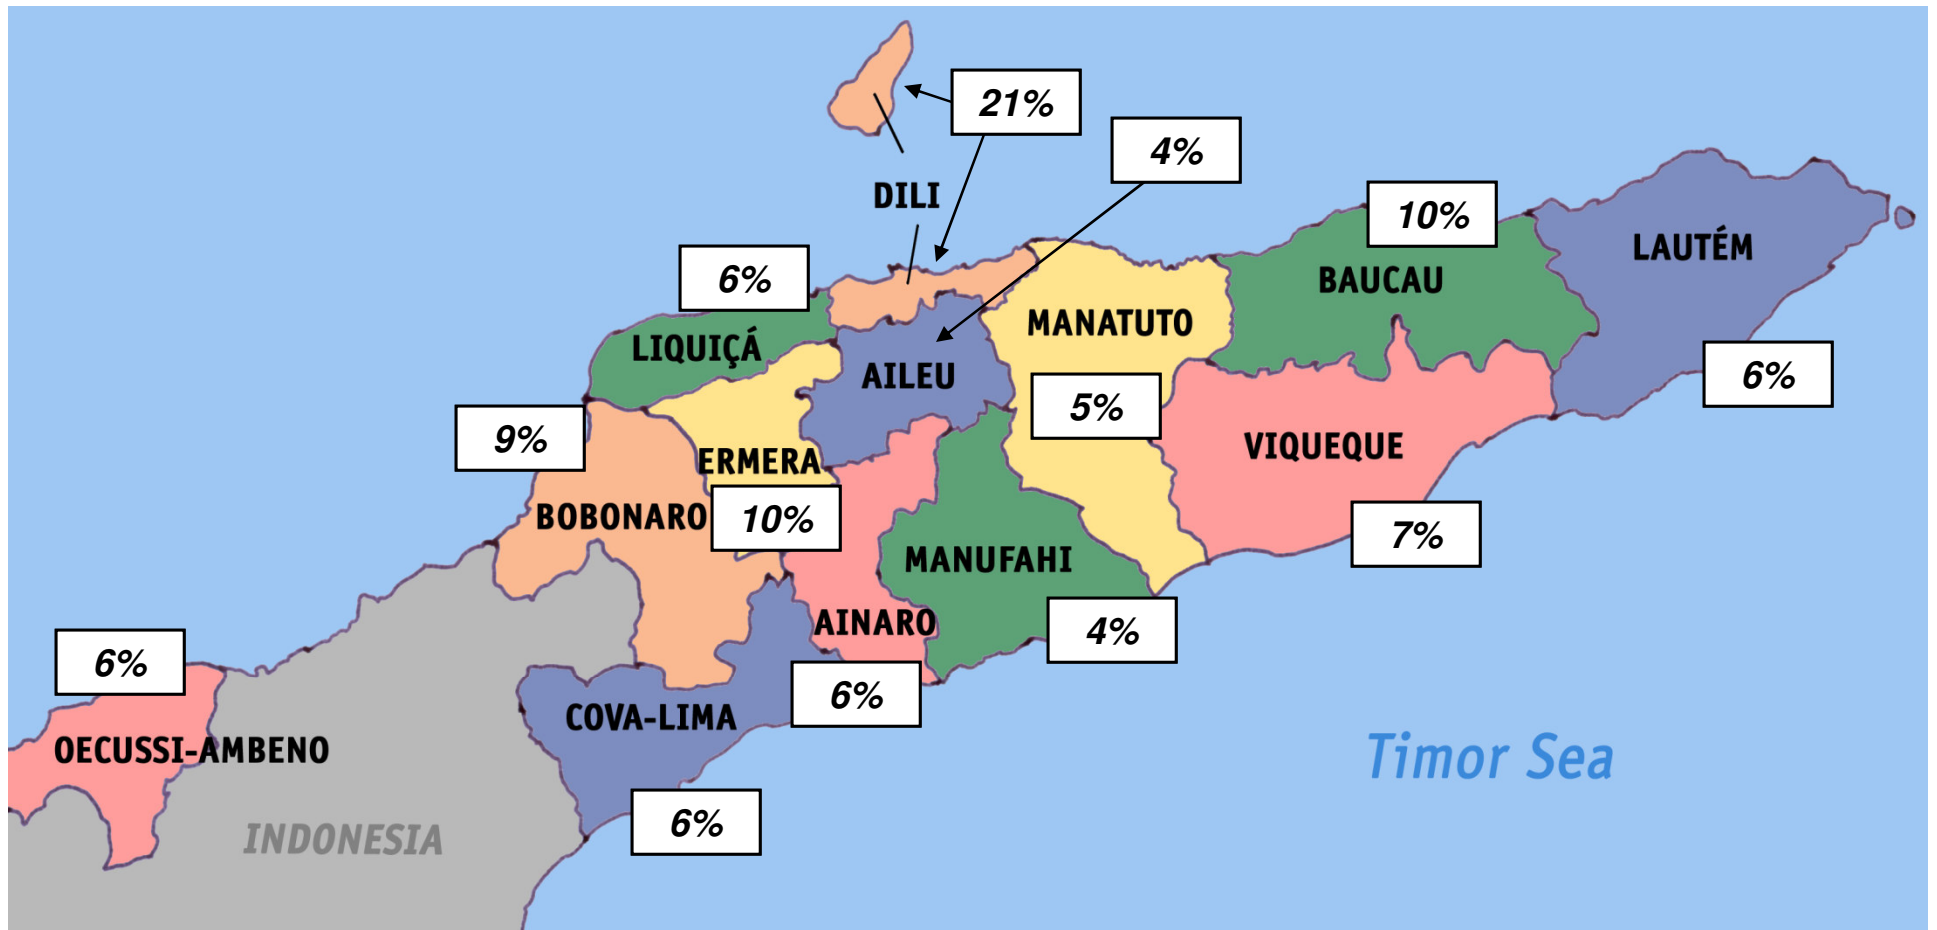 21%
4%
DILI
10%
LAUTÉM
6%
BAUCAU
MANATUTO
LIQUIÇÁ
AILEU
6%
5%
9%
VIQUEQUE
ERMERA
BOBONARO
10%
7%
MANUFAHI
AINARO
4%
6%
6%
COVA-LIMA
OECUSSI-AMBENO
Timor Sea
INDONESIA
6%